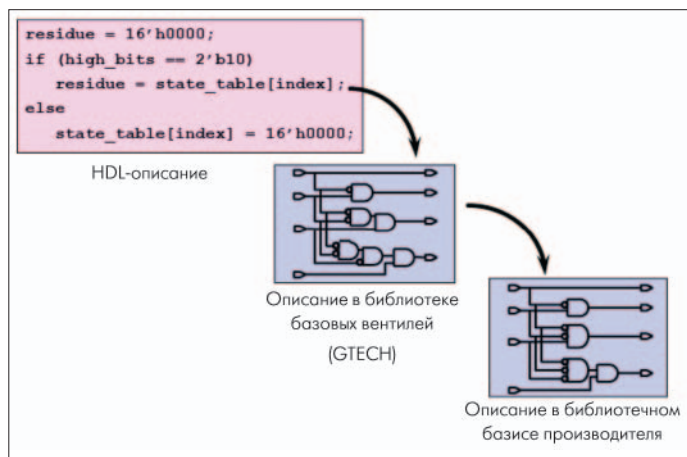 residue = 16'h0000;
if (high_bits == 2'b10)
residue = state_table[index];
else
state_table[index] = 16'h0000;
HDL-описание
Описание в библиотеке
базовых вентилей
(GTECH)
Описание в библиотечном
базисе производителя